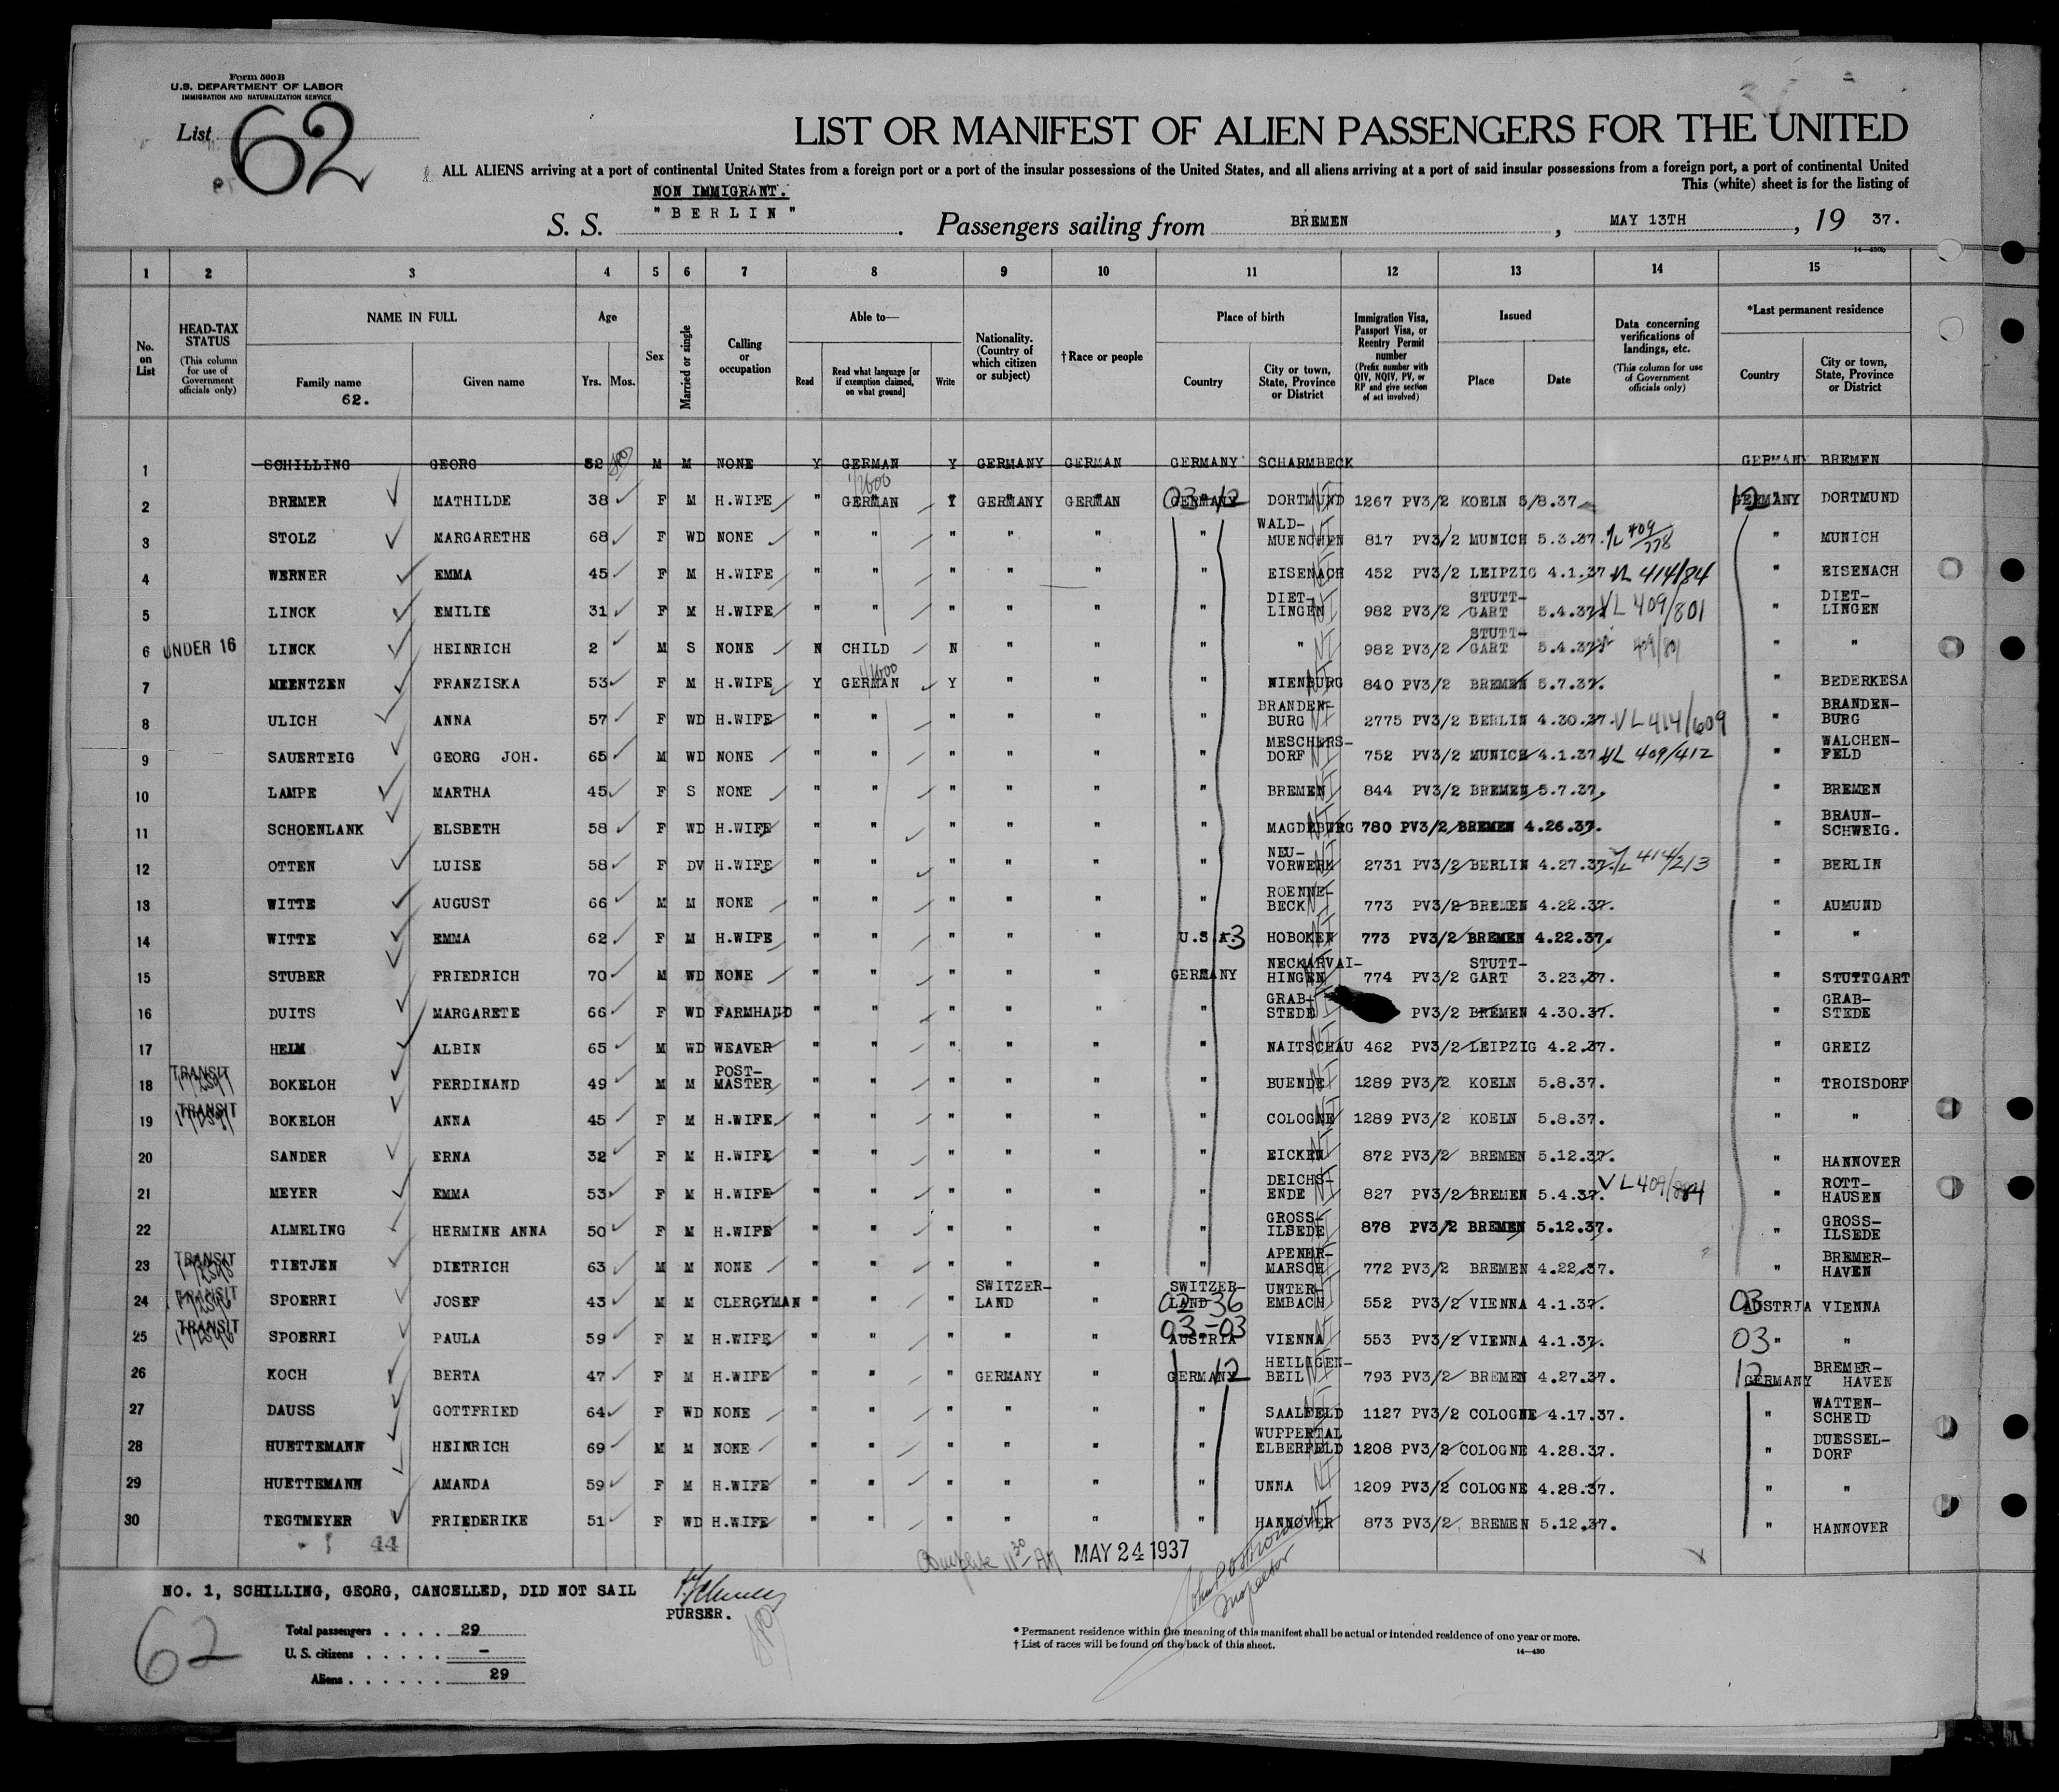 Form 500 B
U.S. DEPARTMENT OF LABOR
IMMIGRATION AND NATURALIZATION SERVICE
List 62
LIST OR MANIFEST OF ALIEN PASSENGERS FOR THE UNITED
ALL ALIENS arriving at a port of continental United States from a foreign port or a port of the insular possessions of the United States, and all aliens arriving at a port of said insular possessions from a foreign port, a port of continental United
This (white) sheet is for the listing of
NON IMMIGRANT.
S. S. "BERLIN". Passengers sailing from BREMEN, MAY 13TH, 19 37.
14—430b
1 2 3 4 5 6 7 8 9 10 11 12 13 14 15
No. on List
HEAD-TAX STATUS (This column for use of Government officials only)
NAME IN FULL Family name 62. Given name
Age Yrs. Mos.
Sex
Married or single
Calling or occupation
Able to— Read Read what language [or if exemption claimed, on what ground] Write
Nationality. (Country of which citizen or subject)
† Race or people
Place of birth Country City or town, State, Province or District
Immigration Visa, Passport Visa, or Reentry Permit number (Prefix number with QIV, NQIV, PV, or RP and give section of act involved)
Issued Place Date
Data concerning verifications of landings, etc. (This column for use of Government officials only)
*Last permanent residence Country City or town, State, Province or District
1 SCHILLING GEORG 52 M M NONE Y GERMAN Y GERMANY GERMAN GERMANY SCHARMBECK GERMANY BREMEN
2 BREMER MATHILDE 38 F M H.WIFE " GERMAN Y GERMANY GERMAN GERMANY DORTMUND 1267 PV3/2 KOELN 5/8.37 GERMANY DORTMUND
3 STOLZ MARGARETHE 68 F WD NONE " " " " " " WALD-MUENCHEN 817 PV3/2 MUNICH 5.3.37. 409/778 " MUNICH
4 WERNER EMMA 45 F M H.WIFE " " " " " " EISENACH 452 PV3/2 LEIPZIG 4.1.37 VL 414/84 " EISENACH
5 LINCK EMILIE 31 F M H.WIFE " " " " " " DIET-LINGEN 982 PV3/2 STUTT-GART 5.4.37 VL 409/801 " DIET-LINGEN
6 UNDER 16 LINCK HEINRICH 2 M S NONE N CHILD N " " " " 982 PV3/2 STUTT-GART 5.4.37 " "
7 MEENTZEN FRANZISKA 53 F M H.WIFE Y GERMAN Y " " " NIENBURG 840 PV3/2 BREMEN 5.7.37. " BEDERKESA
8 ULICH ANNA 57 F WD H.WIFE " " " " " " BRANDEN-BURG 2775 PV3/2 BERLIN 4.30.37. VL 414/609 " BRANDEN-BURG
9 SAUERTEIG GEORG JOH. 65 M WD NONE " " " " " " MESCHERS-DORF 752 PV3/2 MUNICH 4.1.37 VL 409/412 " WALCHEN-FELD
10 LAMPE MARTHA 45 F S NONE " " " " " " BREMEN 844 PV3/2 BREMEN 5.7.37. " BREMEN
11 SCHOENLANK ELSBETH 58 F WD H.WIFE " " " " " " MAGDEBURG 780 PV3/2 BREMEN 4.26.37. " BRAUN-SCHWEIG.
12 OTTEN LUISE 58 F DV H.WIFE " " " " " " NEU-VORWERK 2731 PV3/2 BERLIN 4.27.37. 414/213 " BERLIN
13 WITTE AUGUST 66 M M NONE " " " " " " ROENNE-BECK 773 PV3/2 BREMEN 4.22.37. " AUMUND
14 WITTE EMMA 62 F M H.WIFE " " " " " U.S.A. HOBOKEN 773 PV3/2 BREMEN 4.22.37. " "
15 STUBER FRIEDRICH 70 M WD NONE " " " " " GERMANY NECKARVAI-HINGEN 774 PV3/2 STUTT-GART 3.23.37. " STUTTGART
16 DUITS MARGARETE 66 F WD FARMHAND " " " " " " GRAB-STEDE PV3/2 BREMEN 4.30.37. " GRAB-STEDE
17 HEIM ALBIN 65 M WD WEAVER " " " " " " NAITSCHAU 462 PV3/2 LEIPZIG 4.2.37. " GREIZ
18 TRANSIT BOKELOH FERDINAND 49 M M POST-MASTER " " " " " " BUENDE 1289 PV3/2 KOELN 5.8.37. " TROISDORF
19 TRANSIT BOKELOH ANNA 45 F M H.WIFE " " " " " " COLOGNE 1289 PV3/2 KOELN 5.8.37. " "
20 SANDER ERNA 32 F M H.WIFE " " " " " " EICKEN 872 PV3/2 BREMEN 5.12.37. " HANNOVER
21 MEYER EMMA 53 F M H.WIFE " " " " " " DEICHS-ENDE 827 PV3/2 BREMEN 5.4.37. VL 409/884 " ROTT-HAUSEN
22 ALMELING HERMINE ANNA 50 F M H.WIFE " " " " " " GROSS-ILSEDE 878 PV3/2 BREMEN 5.12.37. " GROSS-ILSEDE
23 TRANSIT TIETJEN DIETRICH 63 M M NONE " " " " " " APENER-MARSCH 772 PV3/2 BREMEN 4.22.37. " BREMER-HAVEN
24 TRANSIT SPOERRI JOSEF 43 M M CLERGYMAN " " " SWITZER-LAND " SWITZER-LAND UNTER-EMBACH 552 PV3/2 VIENNA 4.1.37. AUSTRIA VIENNA
25 TRANSIT SPOERRI PAULA 59 F M H.WIFE " " " " " 03-03 AUSTRIA VIENNA 553 PV3/2 VIENNA 4.1.37. 03 " "
26 KOCH BERTA 47 F M H.WIFE " " " GERMANY " GERMANY 12 HEILIGEN-BEIL 793 PV3/2 BREMEN 4.27.37. 12 GERMANY BREMER-HAVEN
27 DAUSS GOTTFRIED 64 F WD NONE " " " " " " SAALFELD 1127 PV3/2 COLOGNE 4.17.37. " WATTEN-SCHEID
28 HUETTEMANN HEINRICH 69 M M NONE " " " " " " WUPPERTAL ELBERFELD 1208 PV3/2 COLOGNE 4.28.37. " DUESSEL-DORF
29 HUETTEMANN AMANDA 59 F M H.WIFE " " " " " " UNNA 1209 PV3/2 COLOGNE 4.28.37. " "
30 TEGTMEYER FRIEDERIKE 51 F WD H.WIFE " " " " " " HANNOVER 873 PV3/2 BREMEN 5.12.37. " HANNOVER
44
Complete 11 30 AM MAY 24 1937
Inspector
NO. 1, SCHILLING, GEORG, CANCELLED, DID NOT SAIL
PURSER.
62
Total passengers . . . . 29
U. S. citizens . . . . . –
Aliens . . . . . . 29
* Permanent residence within the meaning of this manifest shall be actual or intended residence of one year or more.
† List of races will be found on the back of this sheet.
14—430